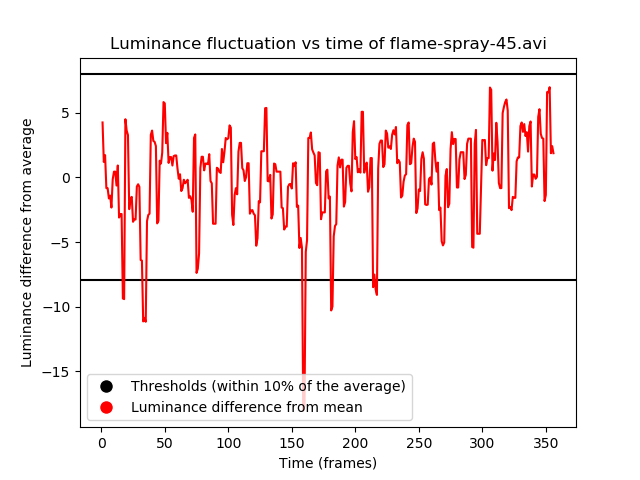 Luminance fluctuation vs time of flame-spray-45.avi
Luminance difference from average
5
0
−5
−10
−15
Thresholds (within 10% of the average)
Luminance difference from mean
0 50 100 150 200 250 300 350
Time (frames)